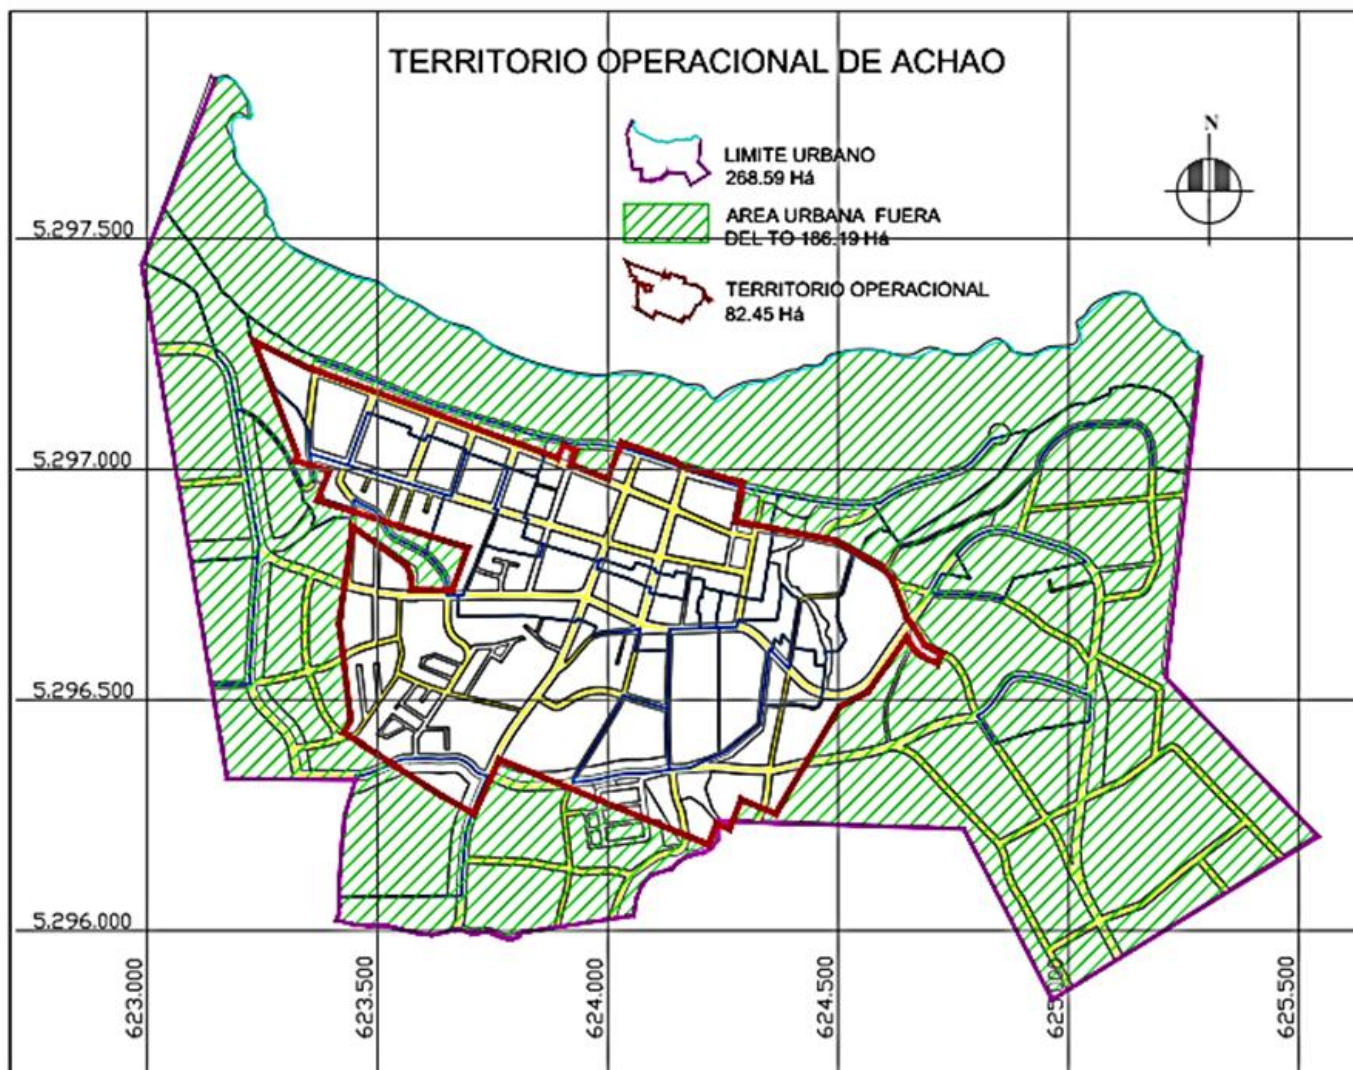 TERRITORIO OPERACIONAL DE ACHAO
N
LIMITE URBANO
268.59 Há
AREA URBANA FUERA
DEL TO 186.19 Há
TERRITORIO OPERACIONAL
82.45 Há
5.297.500
5.297.000
5.296.500
5.296.000
623.000
623.500
624.000
624.500
625.500